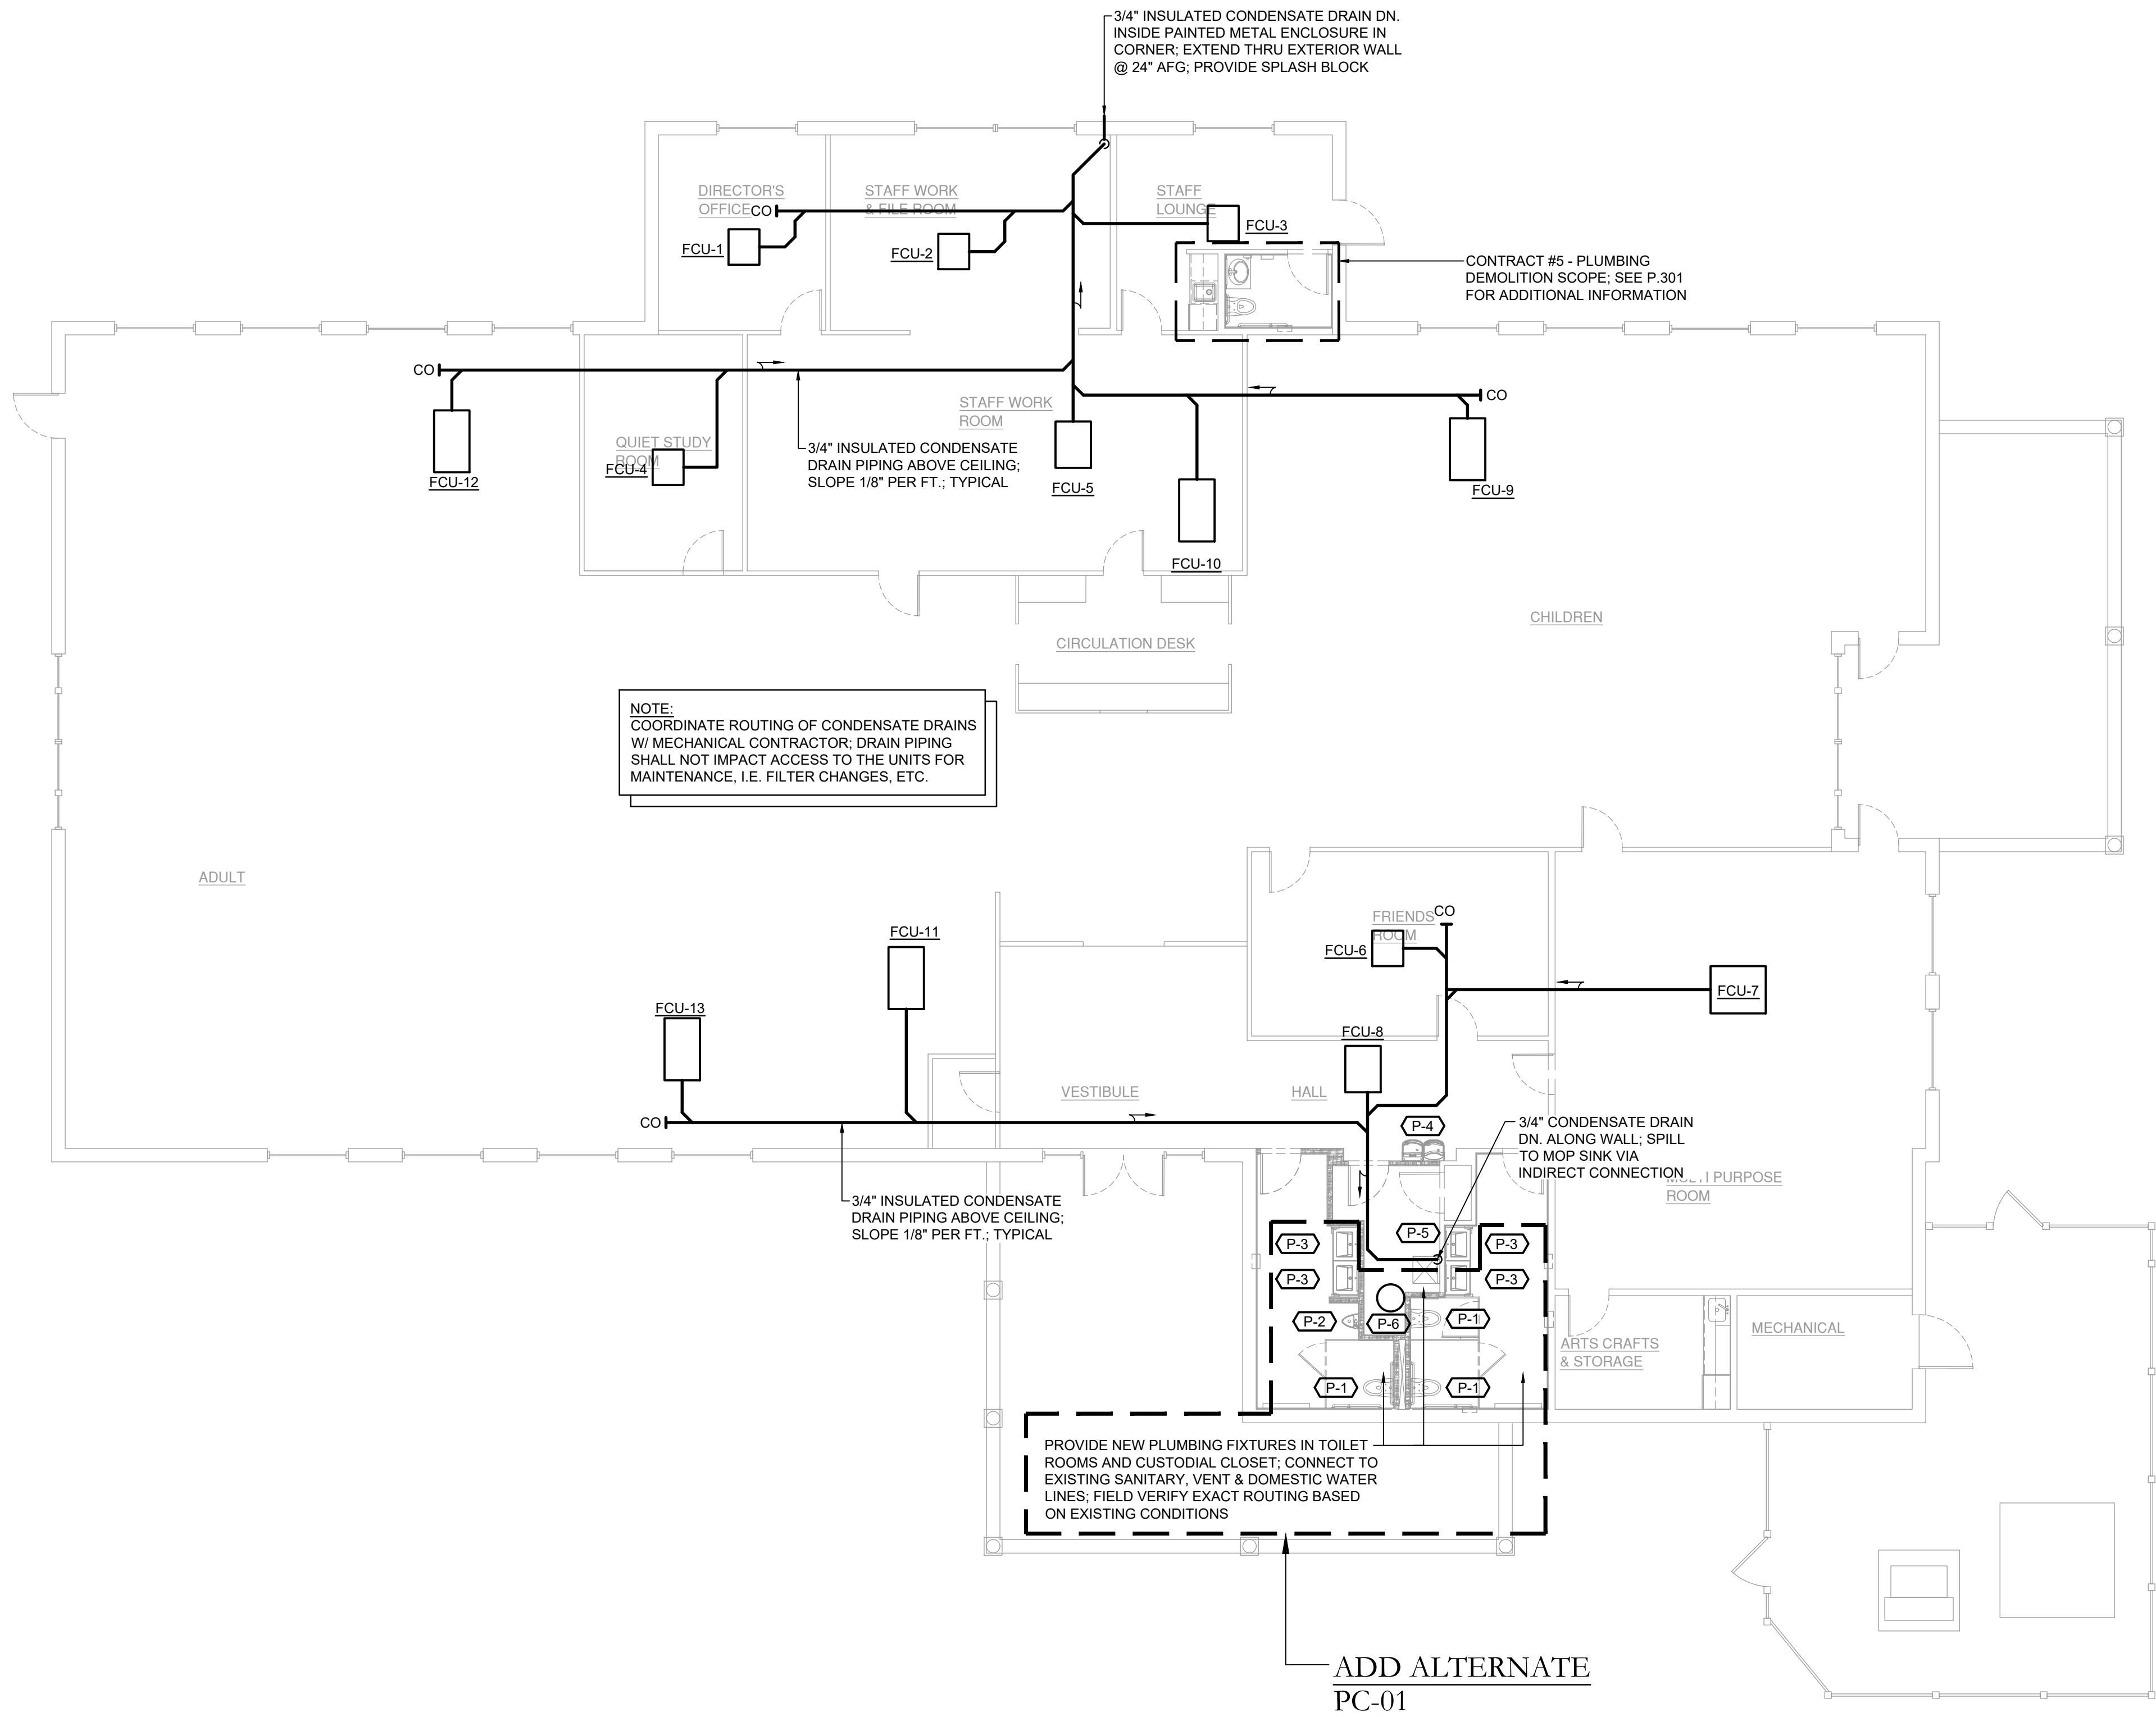 3/4" INSULATED CONDENSATE DRAIN DN.
INSIDE PAINTED METAL ENCLOSURE IN
CORNER; EXTEND THRU EXTERIOR WALL
@ 24" AFG; PROVIDE SPLASH BLOCK
DIRECTOR'S
OFFICE
CO
STAFF WORK
& FILE ROOM
STAFF
LOUNGE
FCU-1
FCU-2
FCU-3
CONTRACT #5 - PLUMBING
DEMOLITION SCOPE; SEE P.301
FOR ADDITIONAL INFORMATION
CO
CO
STAFF WORK
ROOM
QUIET STUDY
ROOM
FCU-4
3/4" INSULATED CONDENSATE
DRAIN PIPING ABOVE CEILING;
SLOPE 1/8" PER FT.; TYPICAL
FCU-12
FCU-5
FCU-9
FCU-10
CHILDREN
CIRCULATION DESK
NOTE:
COORDINATE ROUTING OF CONDENSATE DRAINS
W/ MECHANICAL CONTRACTOR; DRAIN PIPING
SHALL NOT IMPACT ACCESS TO THE UNITS FOR
MAINTENANCE, I.E. FILTER CHANGES, ETC.
ADULT
FRIENDS
ROOM
CO
FCU-11
FCU-6
FCU-7
FCU-13
FCU-8
VESTIBULE
HALL
CO
P-4
3/4" CONDENSATE DRAIN
DN. ALONG WALL; SPILL
TO MOP SINK VIA
INDIRECT CONNECTION
MULTI PURPOSE
ROOM
3/4" INSULATED CONDENSATE
DRAIN PIPING ABOVE CEILING;
SLOPE 1/8" PER FT.; TYPICAL
P-3
P-5
P-3
P-3
P-3
P-2
P-6
P-1
MECHANICAL
ARTS CRAFTS
& STORAGE
P-1
P-1
PROVIDE NEW PLUMBING FIXTURES IN TOILET
ROOMS AND CUSTODIAL CLOSET; CONNECT TO
EXISTING SANITARY, VENT & DOMESTIC WATER
LINES; FIELD VERIFY EXACT ROUTING BASED
ON EXISTING CONDITIONS
ADD ALTERNATE
PC-01